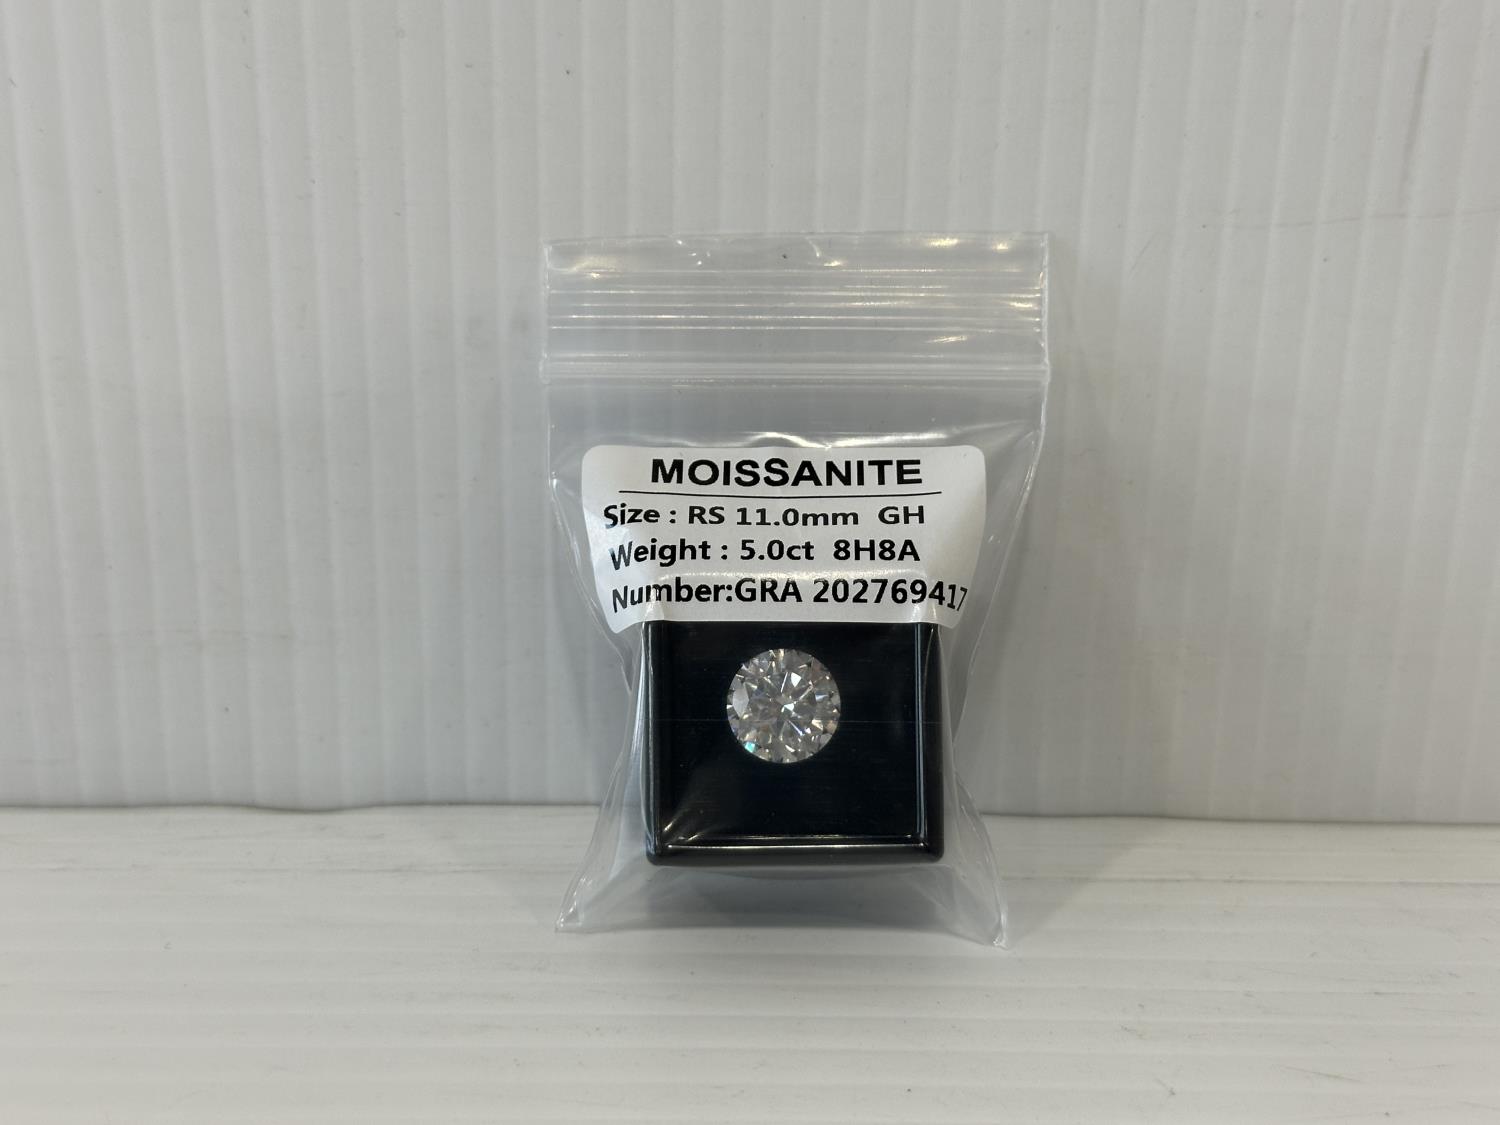 MOISSANITE
Size : RS 11.0mm GH
Weight : 5.0ct 8H8A
Number:GRA 202769417